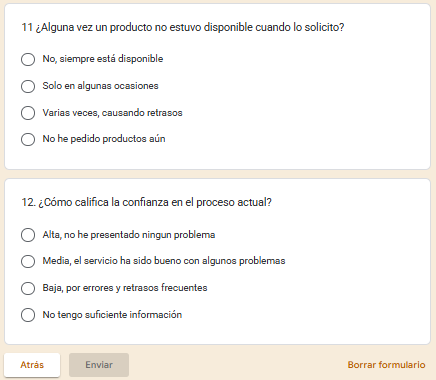 11 ¿Alguna vez un producto no estuvo disponible cuando lo solicito?
No, siempre está disponible
Solo en algunas ocasiones
Varias veces, causando retrasos
No he pedido productos aún
12. ¿Cómo califica la confianza en el proceso actual?
Alta, no he presentado ningun problema
Media, el servicio ha sido bueno con algunos problemas
Baja, por errores y retrasos frecuentes
No tengo suficiente información
Atrás
Enviar
Borrar formulario